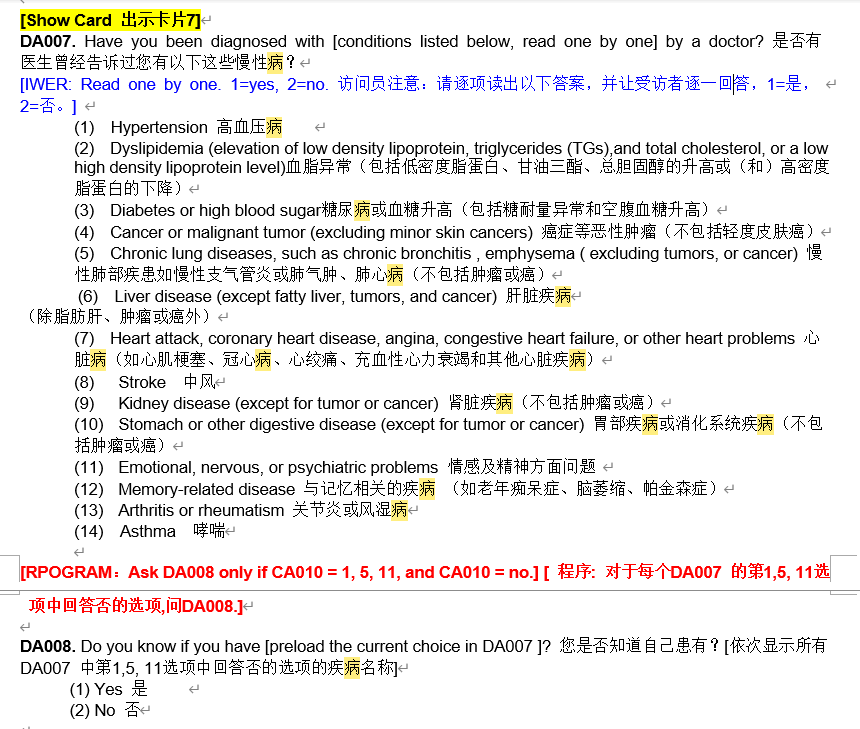 [Show Card 出示卡片7]
DA007. Have you been diagnosed with [conditions listed below, read one by one] by a doctor? 是否有
医生曾经告诉过您有以下这些慢性病？
[IWER: Read one by one. 1=yes, 2=no. 访问员注意：请逐项读出以下答案，并让受访者逐一回答，1=是，
2=否。]
(1) Hypertension 高血压病
(2) Dyslipidemia (elevation of low density lipoprotein, triglycerides (TGs),and total cholesterol, or a low
high density lipoprotein level)血脂异常（包括低密度脂蛋白、甘油三酯、总胆固醇的升高或（和）高密度
脂蛋白的下降）
(3) Diabetes or high blood sugar糖尿病或血糖升高（包括糖耐量异常和空腹血糖升高）
(4) Cancer or malignant tumor (excluding minor skin cancers) 癌症等恶性肿瘤（不包括轻度皮肤癌）
(5) Chronic lung diseases, such as chronic bronchitis , emphysema ( excluding tumors, or cancer) 慢
性肺部疾患如慢性支气管炎或肺气肿、肺心病（不包括肿瘤或癌）
(6) Liver disease (except fatty liver, tumors, and cancer) 肝脏疾病
（除脂肪肝、肿瘤或癌外）
(7) Heart attack, coronary heart disease, angina, congestive heart failure, or other heart problems 心
脏病（如心肌梗塞、冠心病、心绞痛、充血性心力衰竭和其他心脏疾病）
(8) Stroke 中风
(9) Kidney disease (except for tumor or cancer) 肾脏疾病（不包括肿瘤或癌）
(10) Stomach or other digestive disease (except for tumor or cancer) 胃部疾病或消化系统疾病（不包
括肿瘤或癌）
(11) Emotional, nervous, or psychiatric problems 情感及精神方面问题
(12) Memory-related disease 与记忆相关的疾病 （如老年痴呆症、脑萎缩、帕金森症）
(13) Arthritis or rheumatism 关节炎或风湿病
(14) Asthma 哮喘
[RPOGRAM：Ask DA008 only if CA010 = 1, 5, 11, and CA010 = no.] [ 程序: 对于每个DA007 的第1,5, 11选
项中回答否的选项,问DA008.]
DA008. Do you know if you have [preload the current choice in DA007 ]? 您是否知道自己患有？[依次显示所有
DA007 中第1,5, 11选项中回答否的选项的疾病名称]
(1) Yes 是
(2) No 否